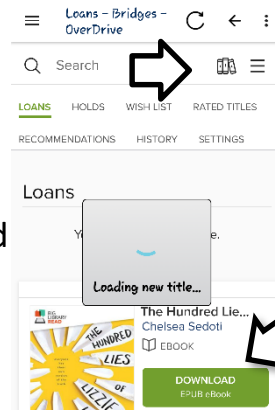 Loans – Bridges –
OverDrive
Search
LOANS HOLDS WISH LIST RATED TITLES
RECOMMENDATIONS HISTORY SETTINGS
Loans
Y e.
Loading new title...
BIG
LIBRARY
READ
THE
HUNDRED
LIES
OF
LIZZIE
The Hundred Lie...
Chelsea Sedoti
EBOOK
DOWNLOAD
EPUB eBook
d